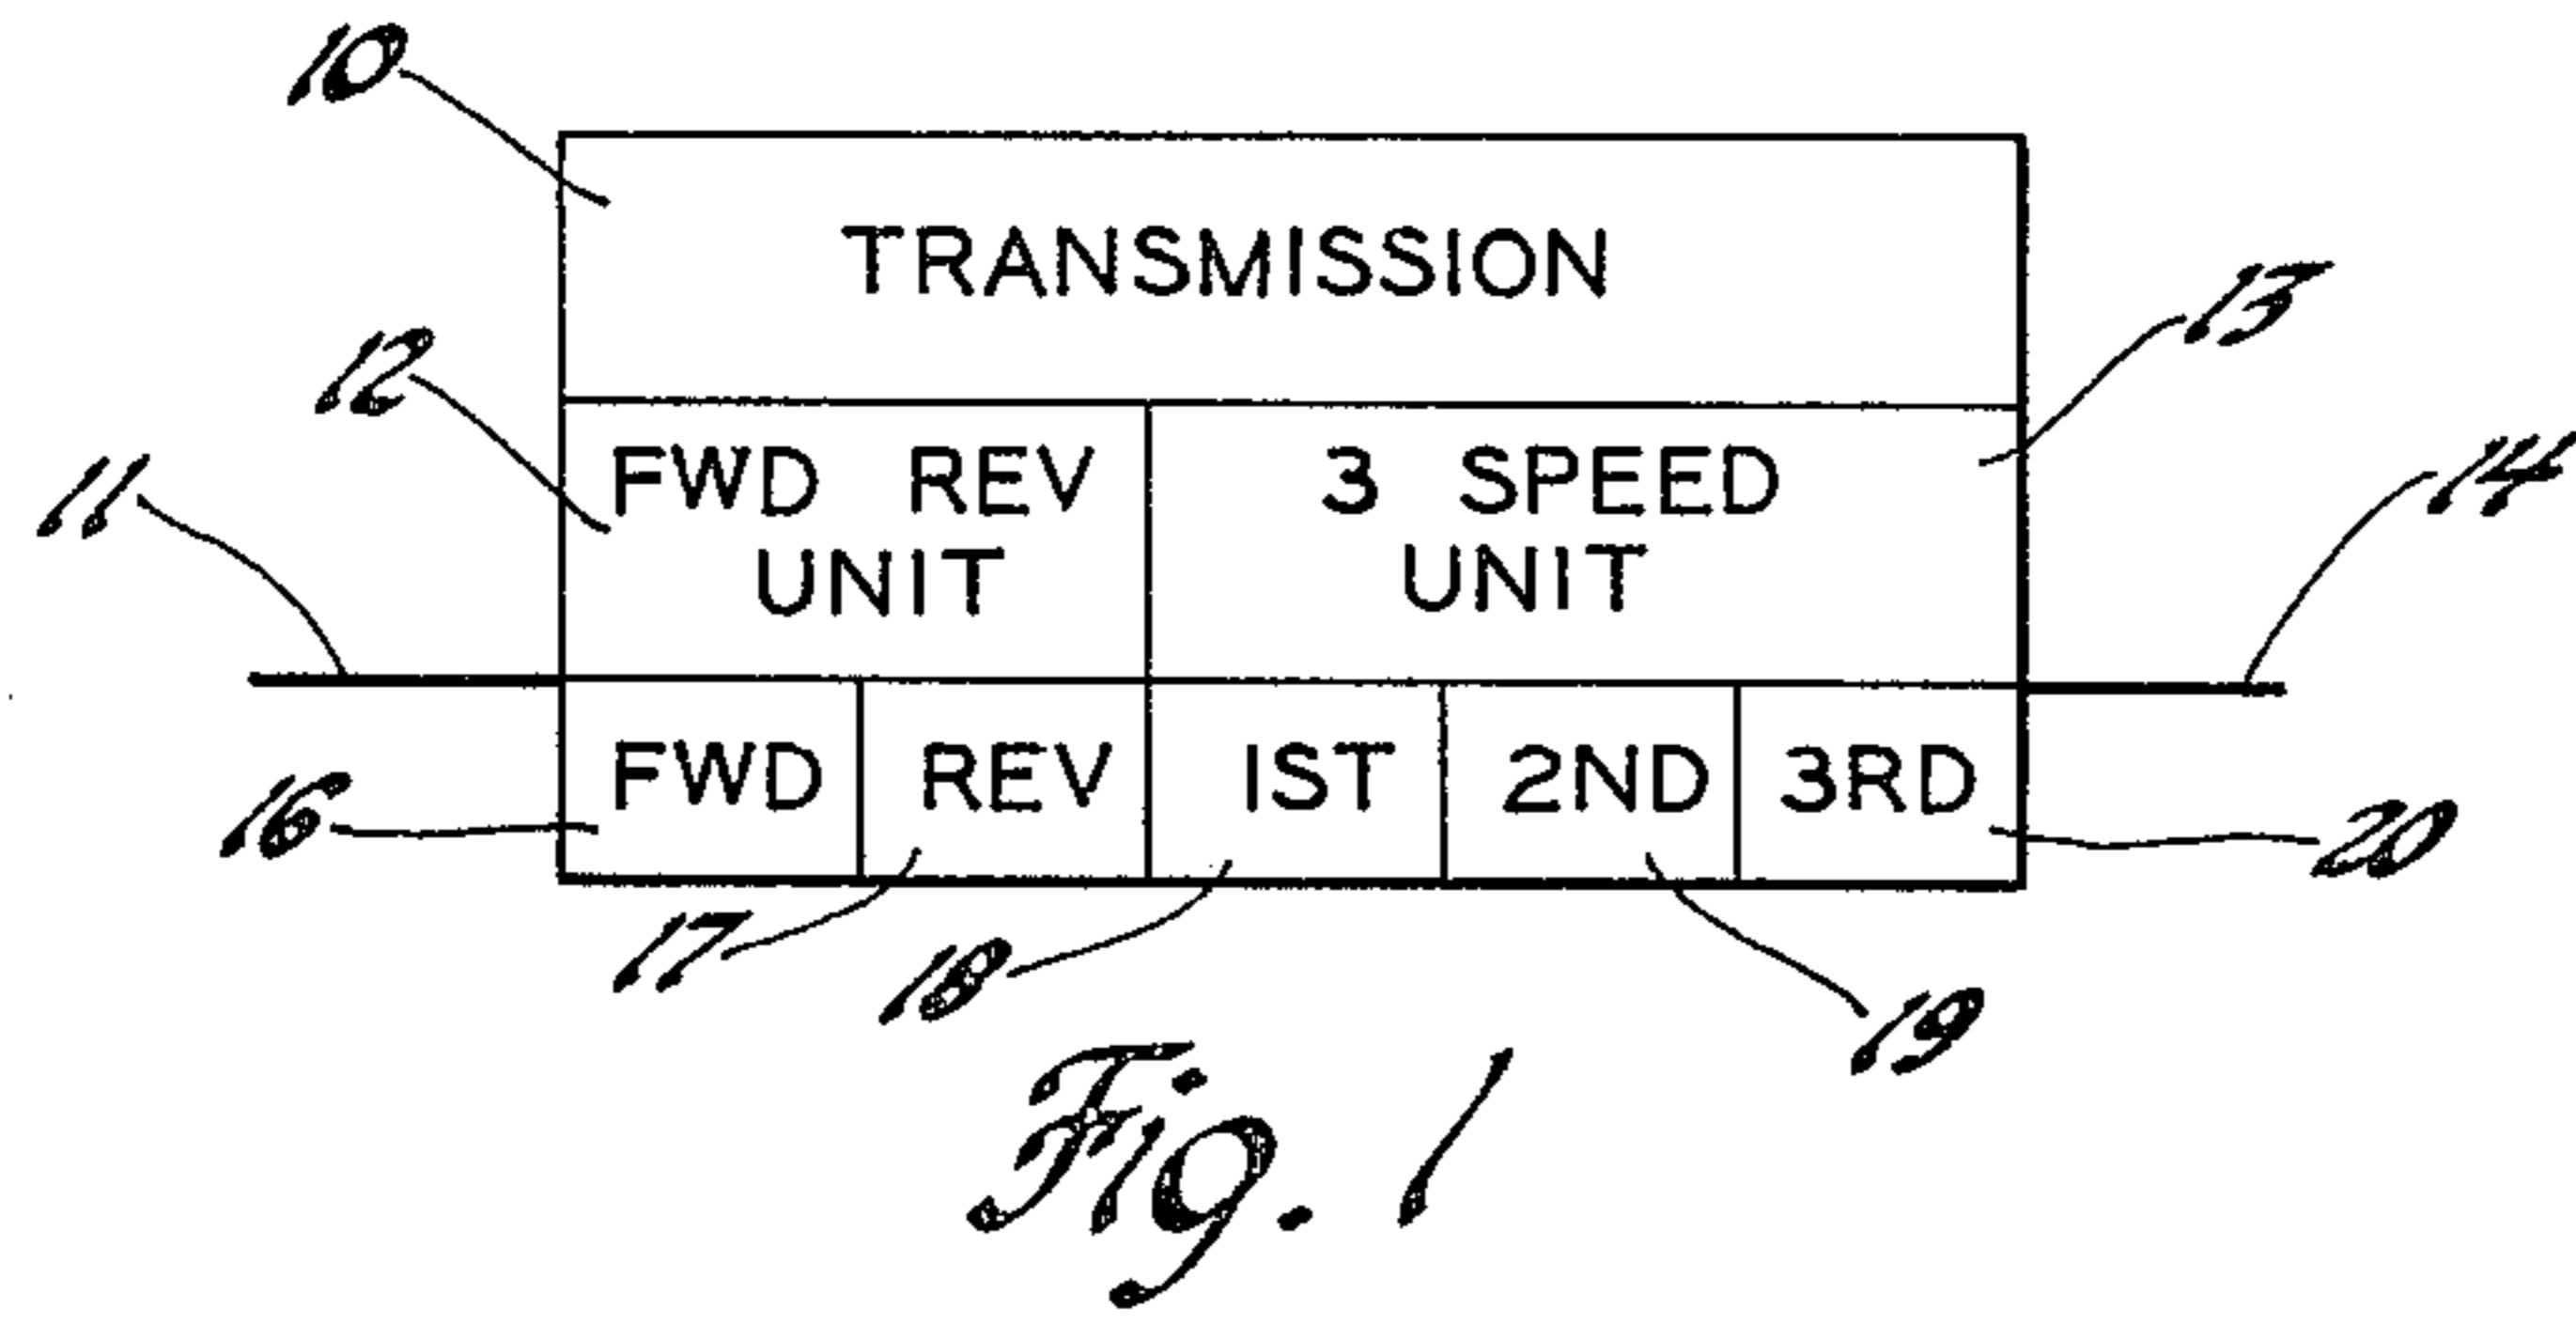 10
TRANSMISSION
13
12
FWD REV
UNIT
3 SPEED
UNIT
11
14
FWD
REV
1ST
2ND
3RD
16
20
17
18
19
Fig. 1